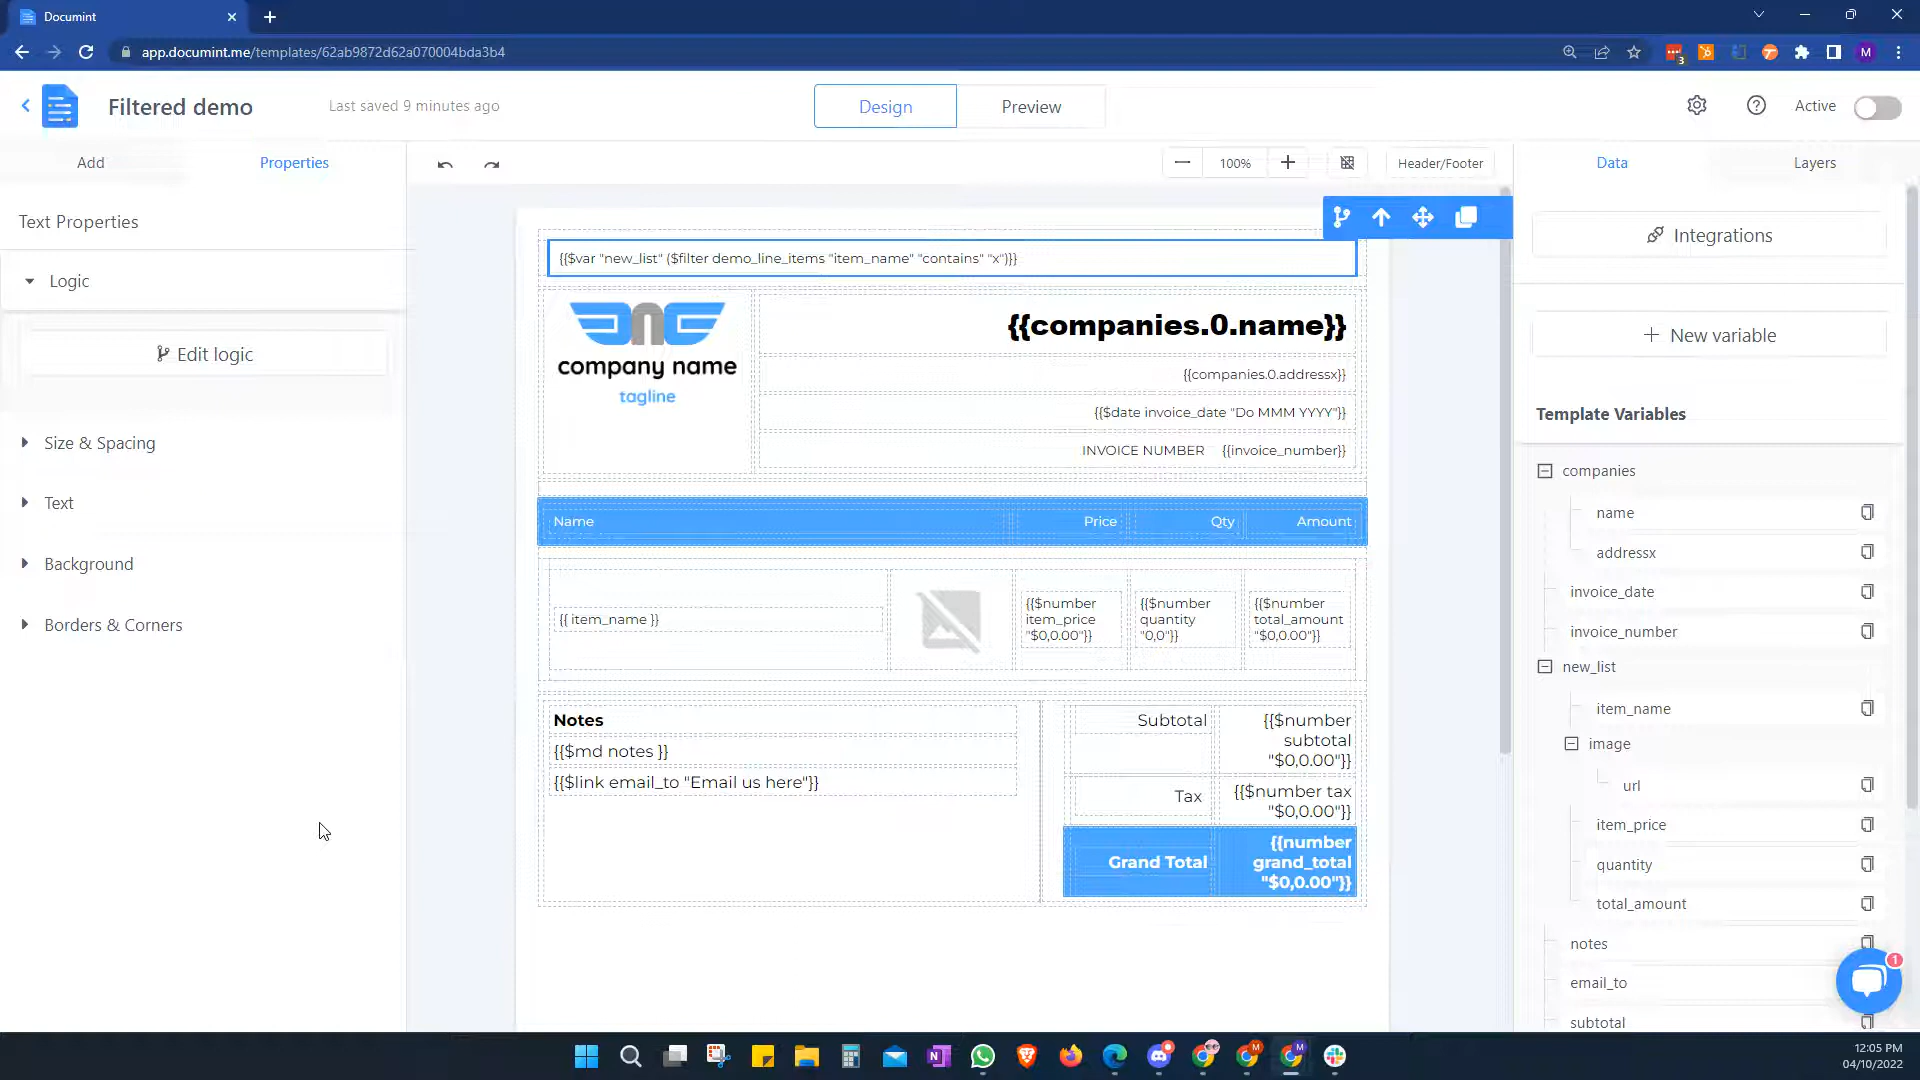 Documint
app.documint.me/templates/62ab9872d62a070004bda3b4
3
M
Filtered demo
Last saved 9 minutes ago
Design
Preview
Active
Add
Properties
100%
Header/Footer
Data
Layers
Text Properties
Logic
Edit logic
Size & Spacing
Text
Background
Borders & Corners
{{$var "new_list" ($filter demo_line_items "item_name" "contains" "x")}}
company name
tagline
{{companies.0.name}}
{{companies.0.addressx}}
{{$date invoice_date "Do MMM YYYY"}}
INVOICE NUMBER {{invoice_number}}
Name
Price
Qty
Amount
{{ item_name }}
{{$number
item_price
"$0,0.00"}}
{{$number
quantity
"0,0"}}
{{$number
total_amount
"$0,0.00"}}
Notes
{{$md notes }}
{{$link email_to "Email us here"}}
Subtotal
{{$number
subtotal
"$0,0.00"}}
Tax
{{$number tax
"$0,0.00"}}
Grand Total
{{number
grand_total
"$0,0.00"}}
Integrations
New variable
Template Variables
companies
name
addressx
invoice_date
invoice_number
new_list
item_name
image
url
item_price
quantity
total_amount
notes
email_to
subtotal
1
12:05 PM
04/10/2022